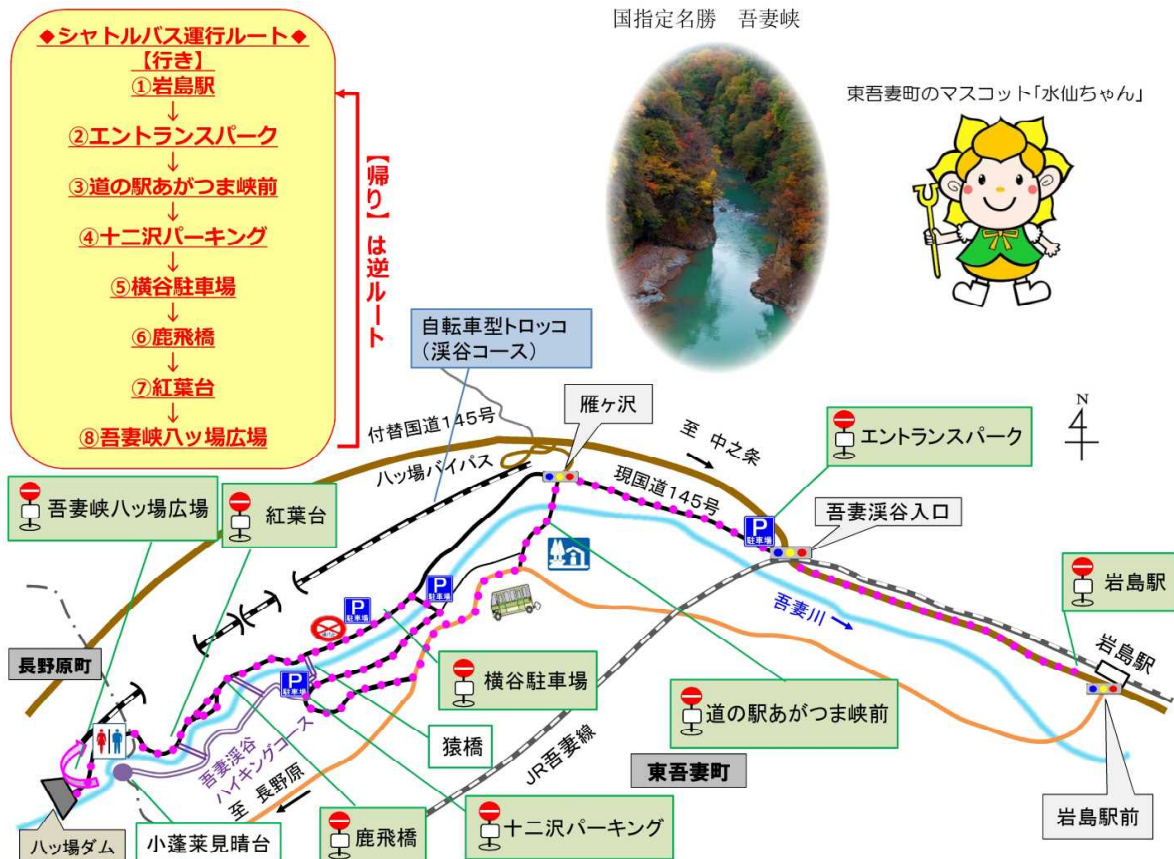 ◆シャトルバス運行ルート◆
【行き】
①岩島駅
↓
②エントランスパーク
↓
③道の駅あがつま峡前
↓
④十二沢パーキング
↓
⑤横谷駐車場
↓
⑥鹿飛橋
↓
⑦紅葉台
↓
⑧吾妻峡八ッ場広場
【帰り】は逆ルート
国指定名勝　吾妻峡
東吾妻町のマスコット「水仙ちゃん」
自転車型トロッコ
（渓谷コース）
付替国道145号
八ッ場バイパス
雁ヶ沢
至 中之条
現国道145号
エントランスパーク
N
吾妻峡八ッ場広場
紅葉台
P
駐車場
吾妻渓谷入口
岩島駅
岩島駅
吾妻川
P
駐車場
P
駐車場
長野原町
横谷駐車場
道の駅あがつま峡前
P
駐車場
猿橋
吾妻渓谷
ハイキングコース
JR吾妻線
東吾妻町
至 長野原
八ッ場ダム
小蓬莱見晴台
鹿飛橋
十二沢パーキング
岩島駅前